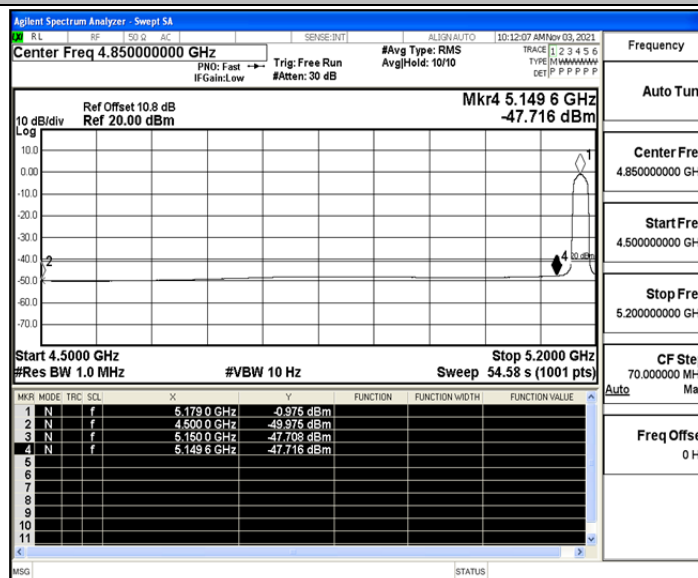 Agilent Spectrum Analyzer - Swept SA
RL RF 50 Ω AC SENSE:INT ALIGNAUTO 10:12:07 AM Nov 03, 2021
Center Freq 4.850000000 GHz
PNO: Fast
IFGain:Low
Trig: Free Run
#Atten: 30 dB
#Avg Type: RMS
Avg|Hold: 10/10
TRACE 1 2 3 4 5 6
TYPE M W W W W W
DET P P P P P P
Ref Offset 10.8 dB
10 dB/div Ref 20.00 dBm
Log
Mkr4 5.149 6 GHz
-47.716 dBm
10.0
0.00
-10.0
-20.0
-30.0
-40.0
-50.0
-60.0
-70.0
1
2
4
Start 4.5000 GHz
Stop 5.2000 GHz
#Res BW 1.0 MHz #VBW 10 Hz Sweep 54.58 s (1001 pts)
MKR MODE TRC SCL X Y FUNCTION FUNCTION WIDTH FUNCTION VALUE
1 N f 5.179 0 GHz -0.975 dBm
2 N f 4.500 0 GHz -49.975 dBm
3 N f 5.150 0 GHz -47.708 dBm
4 N f 5.149 6 GHz -47.716 dBm
5
6
7
8
9
10
11
MSG STATUS
Frequency
Auto Tun
Center Fre
4.850000000 GH
Start Fre
4.500000000 GH
Stop Fre
5.200000000 GH
CF Ste
70.000000 MH
Auto Ma
Freq Offse
0 H